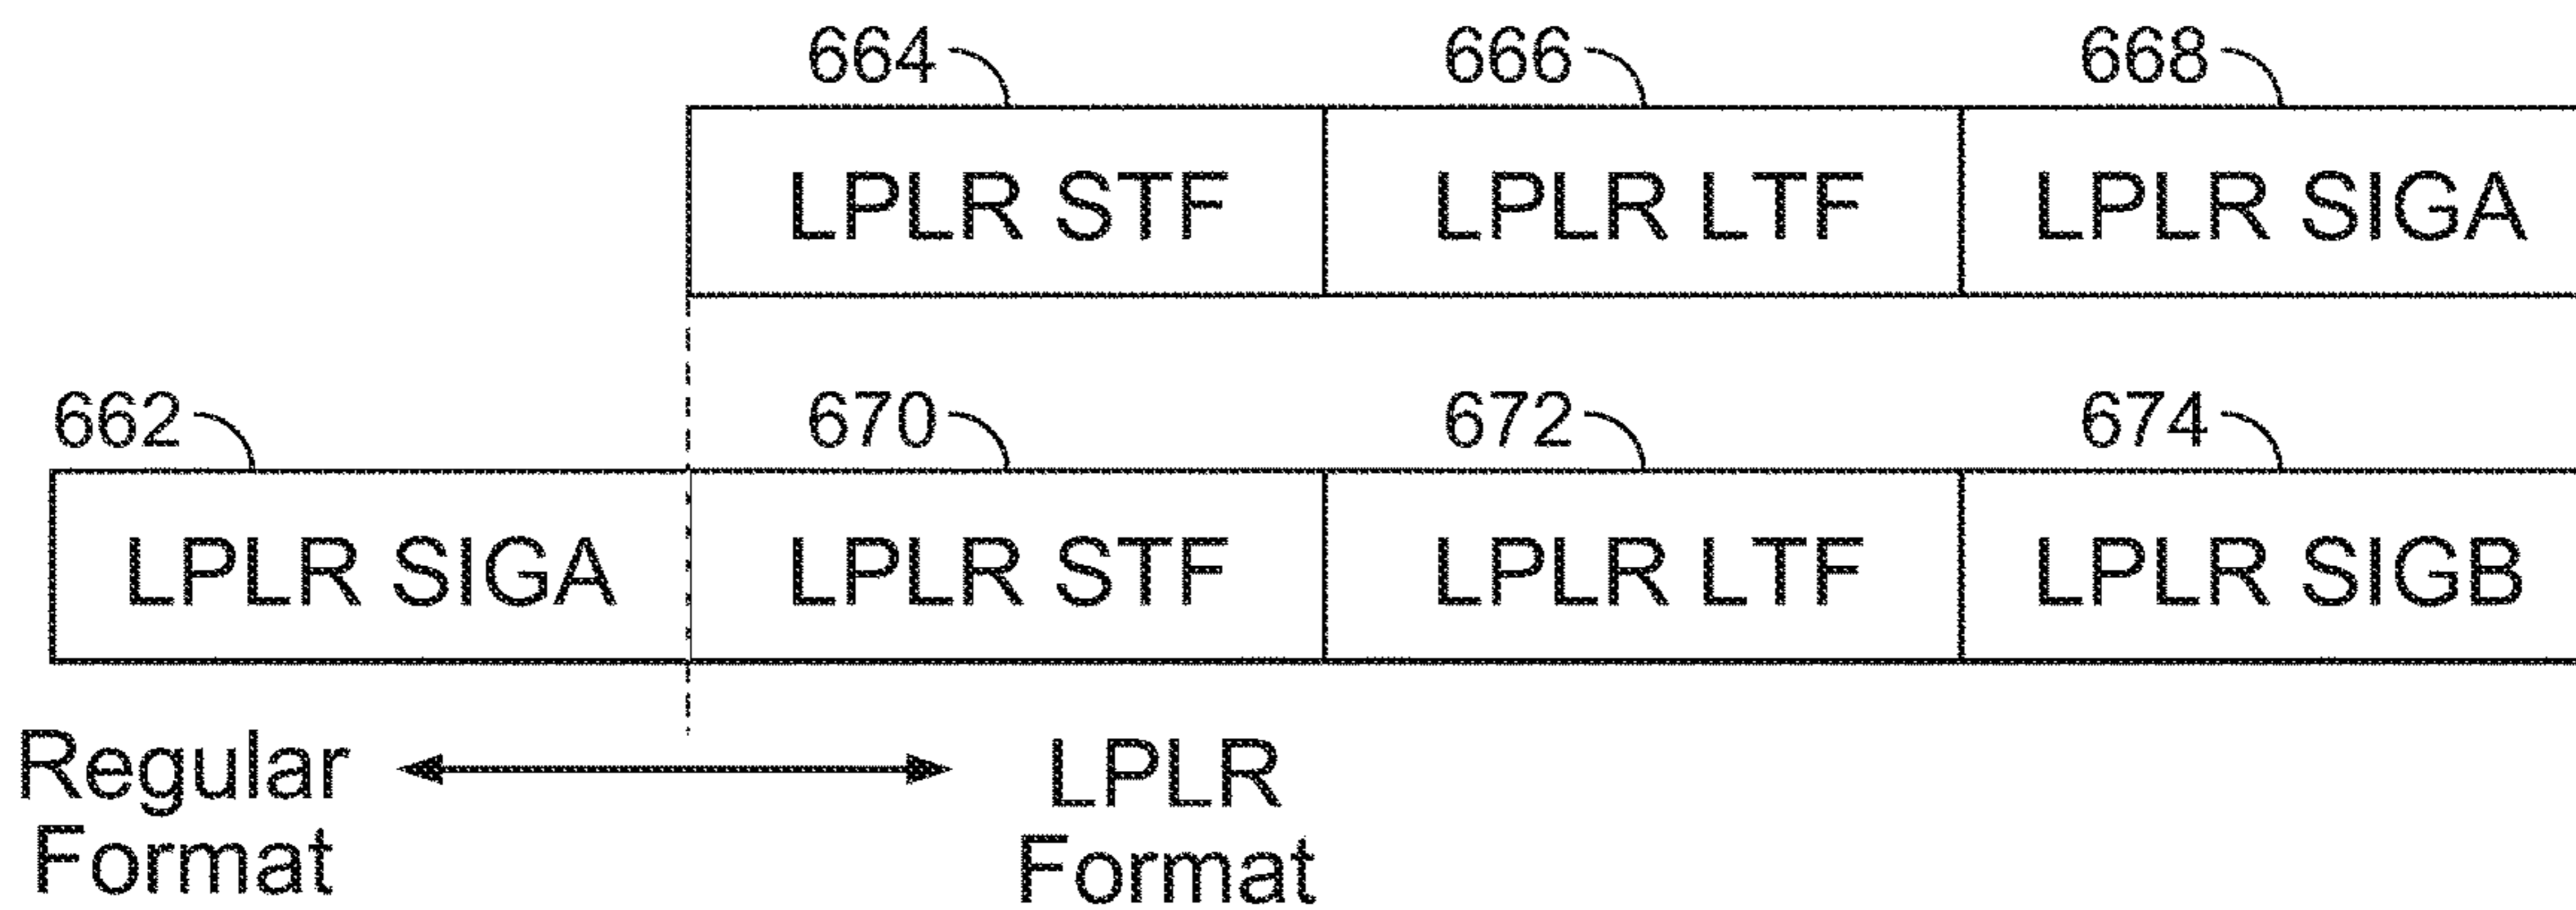 664 666 668
LPLR STF LPLR LTF LPLR SIGA
662 670 672 674
LPLR SIGA LPLR STF LPLR LTF LPLR SIGB
Regular LPLR
Format Format